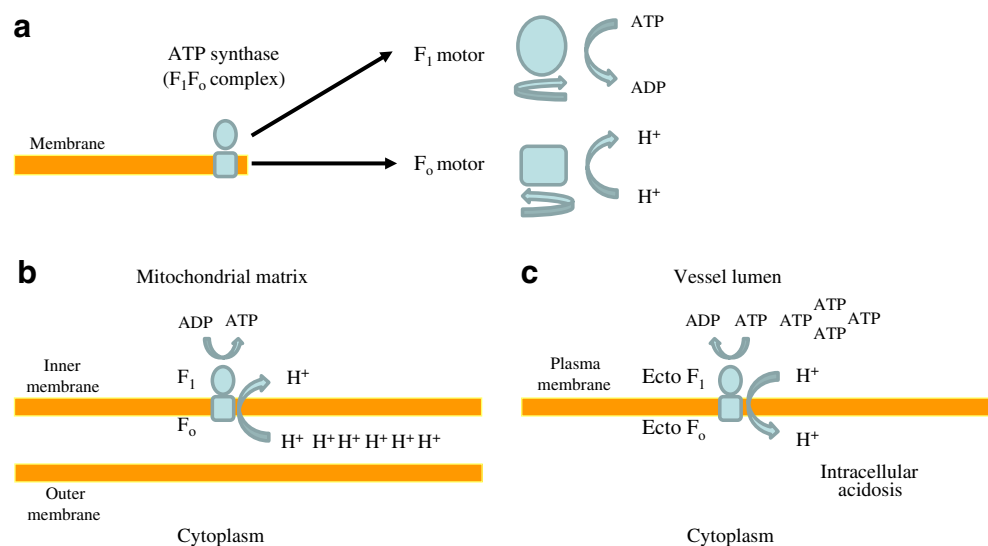 a
ATP synthase
(F₁Fₒ complex)
Membrane
F₁ motor
ATP
ADP
Fₒ motor
H⁺
H⁺
b
Mitochondrial matrix
ADP ATP
Inner
membrane
F₁
H⁺
Fₒ
H⁺ H⁺ H⁺ H⁺ H⁺ H⁺
Outer
membrane
Cytoplasm
c
Vessel lumen
ADP ATP ATP ATP ATP
ATP
Plasma
membrane
Ecto F₁
H⁺
Ecto Fₒ
H⁺
Intracellular
acidosis
Cytoplasm